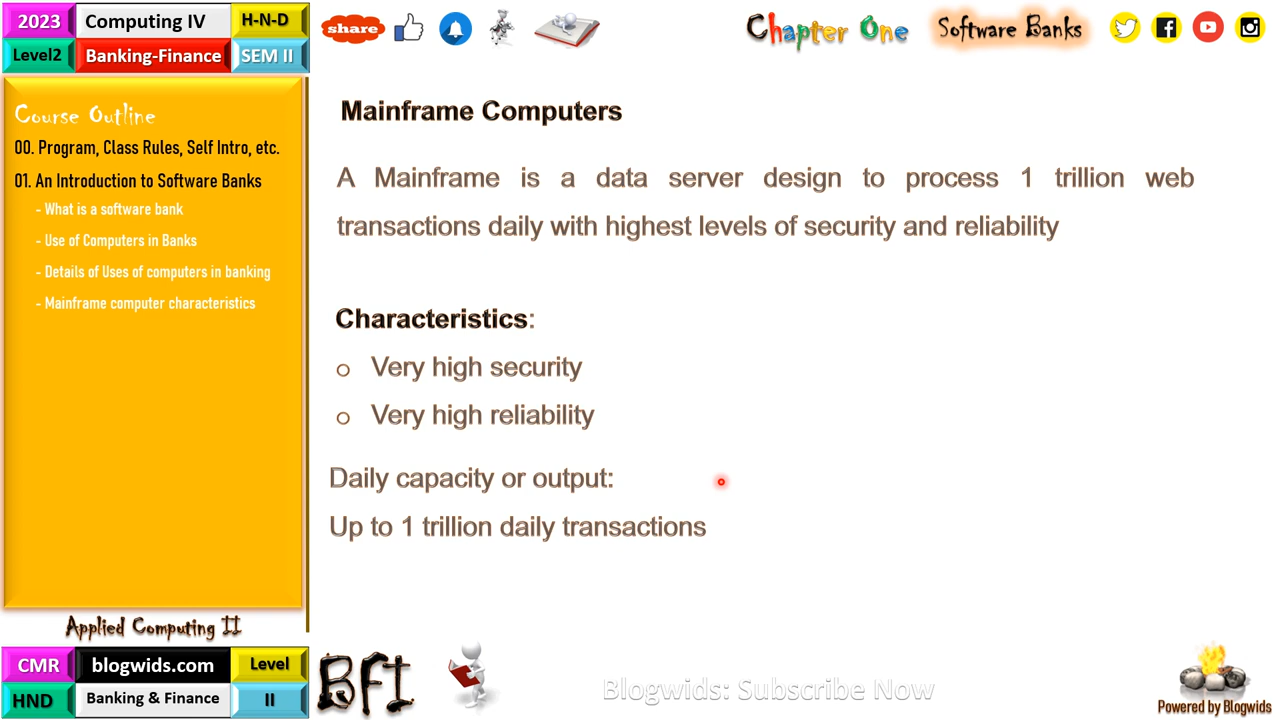 2023 Computing IV H-N-D
Level2 Banking-Finance SEM II
share
Chapter One
Software Banks
Course Outline
00. Program, Class Rules, Self Intro, etc.
01. An Introduction to Software Banks
- What is a software bank
- Use of Computers in Banks
- Details of Uses of computers in banking
- Mainframe computer characteristics
Applied Computing II
Mainframe Computers
A Mainframe is a data server design to process 1 trillion web
transactions daily with highest levels of security and reliability
Characteristics:
o Very high security
o Very high reliability
Daily capacity or output:
Up to 1 trillion daily transactions
CMR blogwids.com Level
HND Banking & Finance II
BFI
Blogwids: Subscribe Now
Powered by Blogwids